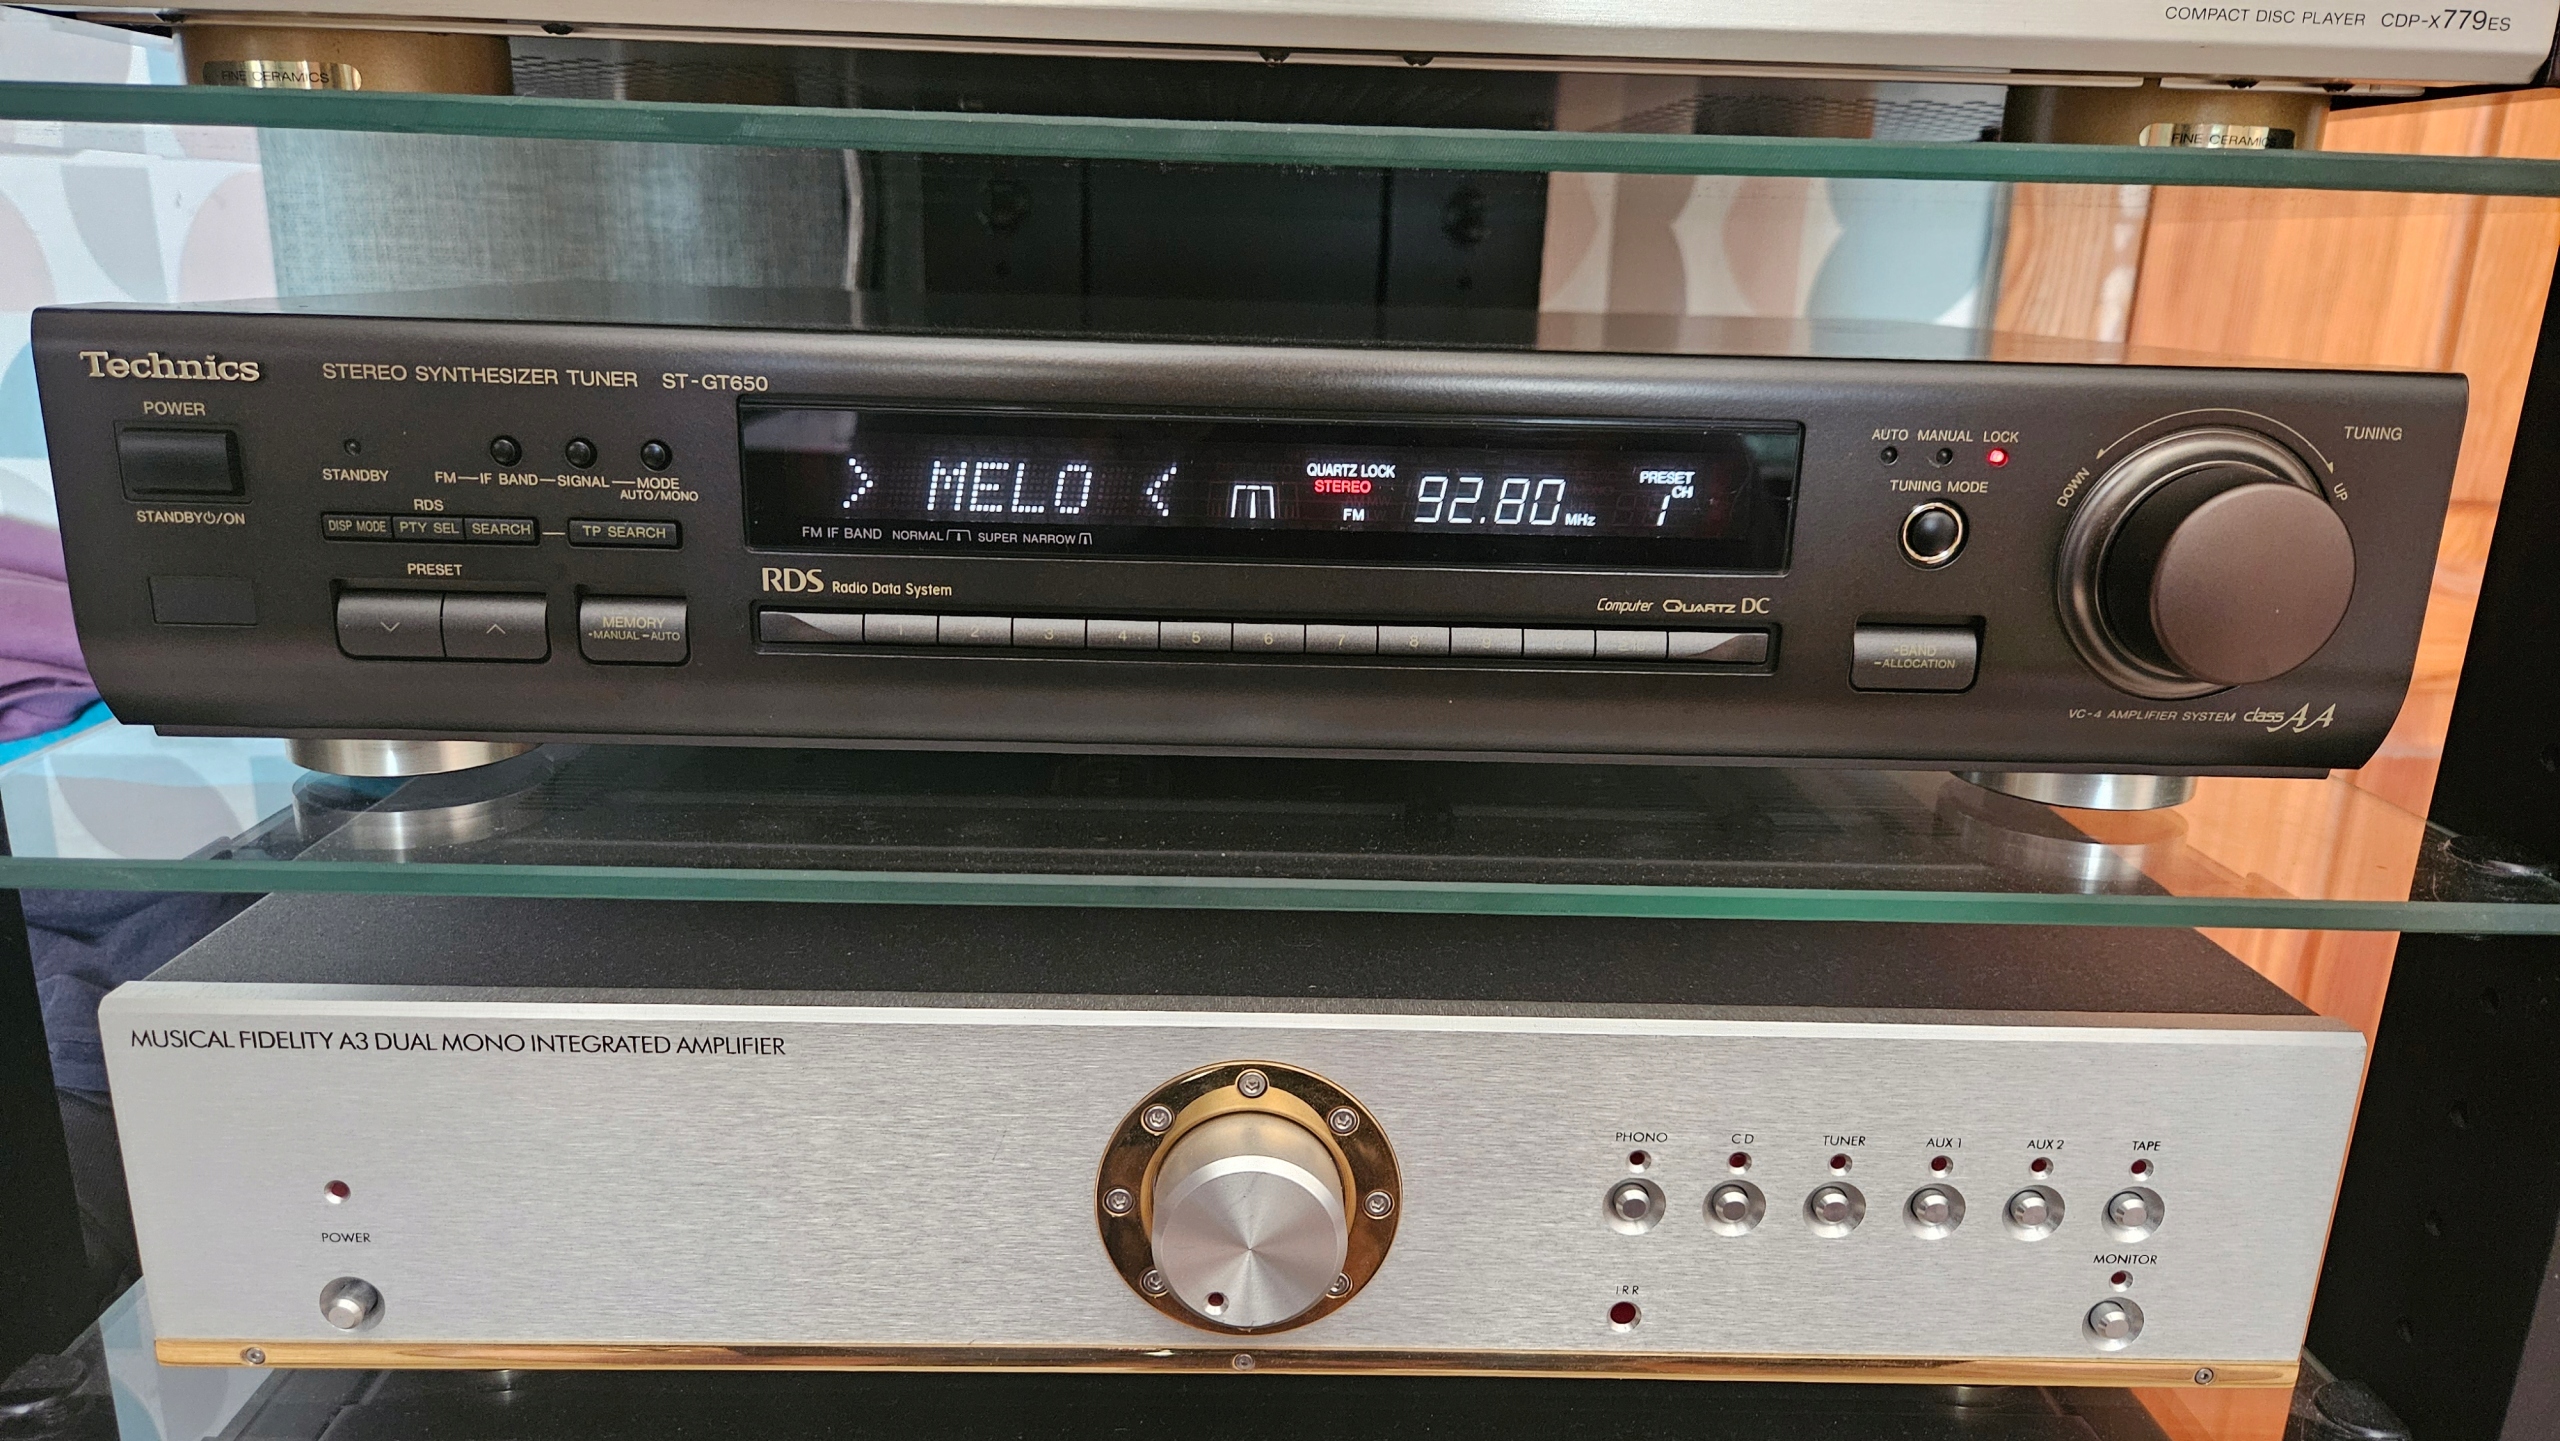 COMPACT DISC PLAYER CDP-X779ES
FINE CERAMICS
FINE CERAMICS
Technics
STEREO SYNTHESIZER TUNER ST-GT650
POWER
STANDBY⏻/ON
STANDBY
FM—IF BAND—SIGNAL—MODE
AUTO/MONO
RDS
DISP MODE PTY SEL SEARCH — TP SEARCH
PRESET
MEMORY
-MANUAL -AUTO
> MELO <
QUARTZ LOCK
STEREO
FM 92.80 MHz
PRESET
CH
1
FM IF BAND NORMAL SUPER NARROW
RDS Radio Data System
Computer QUARTZ DC
1 2 3 4 5 6 7 8 9
AUTO MANUAL LOCK
TUNING MODE
TUNING
DOWN UP
-BAND
-ALLOCATION
VC-4 AMPLIFIER SYSTEM class AA
MUSICAL FIDELITY A3 DUAL MONO INTEGRATED AMPLIFIER
POWER
PHONO CD TUNER AUX 1 AUX 2 TAPE
IRR
MONITOR